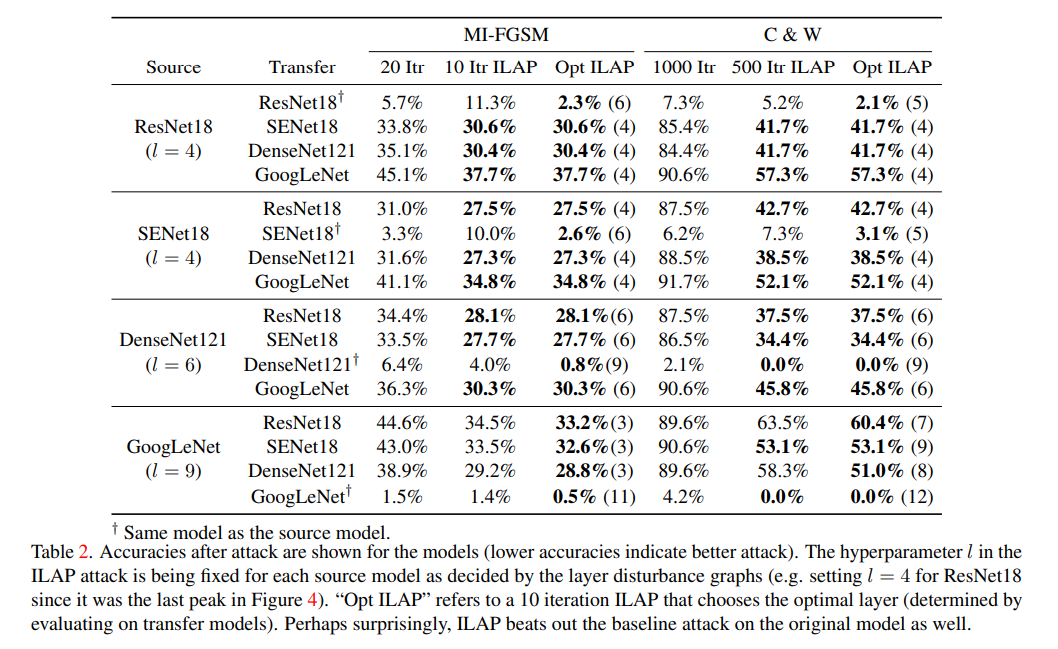 MI-FGSM C & W
Source Transfer 20 Itr 10 Itr ILAP Opt ILAP 1000 Itr 500 Itr ILAP Opt ILAP
ResNet18† 5.7% 11.3% 2.3% (6) 7.3% 5.2% 2.1% (5)
ResNet18 SENet18 33.8% 30.6% 30.6% (4) 85.4% 41.7% 41.7% (4)
(l = 4) DenseNet121 35.1% 30.4% 30.4% (4) 84.4% 41.7% 41.7% (4)
GoogLeNet 45.1% 37.7% 37.7% (4) 90.6% 57.3% 57.3% (4)
ResNet18 31.0% 27.5% 27.5% (4) 87.5% 42.7% 42.7% (4)
SENet18 SENet18† 3.3% 10.0% 2.6% (6) 6.2% 7.3% 3.1% (5)
(l = 4) DenseNet121 31.6% 27.3% 27.3% (4) 88.5% 38.5% 38.5% (4)
GoogLeNet 41.1% 34.8% 34.8% (4) 91.7% 52.1% 52.1% (4)
ResNet18 34.4% 28.1% 28.1%(6) 87.5% 37.5% 37.5% (6)
DenseNet121 SENet18 33.5% 27.7% 27.7% (6) 86.5% 34.4% 34.4% (6)
(l = 6) DenseNet121† 6.4% 4.0% 0.8%(9) 2.1% 0.0% 0.0% (9)
GoogLeNet 36.3% 30.3% 30.3% (6) 90.6% 45.8% 45.8% (6)
ResNet18 44.6% 34.5% 33.2%(3) 89.6% 63.5% 60.4% (7)
GoogLeNet SENet18 43.0% 33.5% 32.6%(3) 90.6% 53.1% 53.1% (9)
(l = 9) DenseNet121 38.9% 29.2% 28.8%(3) 89.6% 58.3% 51.0% (8)
GoogLeNet† 1.5% 1.4% 0.5% (11) 4.2% 0.0% 0.0% (12)
† Same model as the source model.
Table 2. Accuracies after attack are shown for the models (lower accuracies indicate better attack). The hyperparameter l in the
ILAP attack is being fixed for each source model as decided by the layer disturbance graphs (e.g. setting l = 4 for ResNet18
since it was the last peak in Figure 4). “Opt ILAP” refers to a 10 iteration ILAP that chooses the optimal layer (determined by
evaluating on transfer models). Perhaps surprisingly, ILAP beats out the baseline attack on the original model as well.